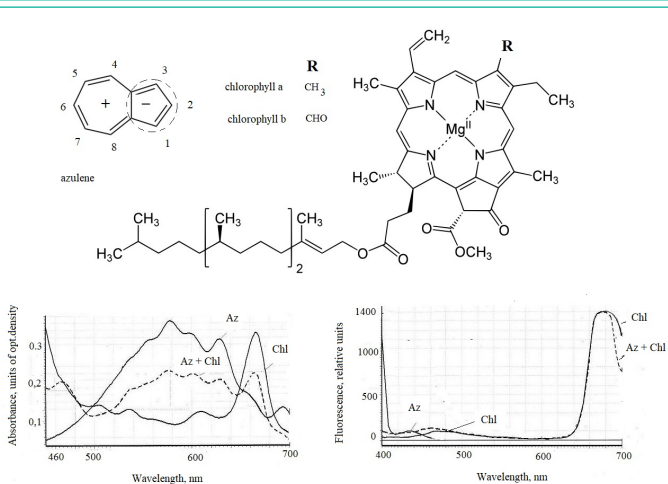 CH₂
R
4
5
3
R
H₃C
CH₃
6
+
−
2
chlorophyll a
CH₃
N
N
Mgᴵᴵ
chlorophyll b
CHO
7
8
1
N
N
azulene
H₃C
CH₃
CH₃
CH₃
CH₃
H₃C
2
O
O
O
O
OCH₃
Absorbance, units of opt.density
0.3
0,2
0,1
Az
Az + Chl
Chl
460
500
600
700
Wavelength, nm
Fluorescence, relative units
1400
1000
500
0
Chl
Az + Chl
Az
Chl
400
500
600
700
Wavelength, nm